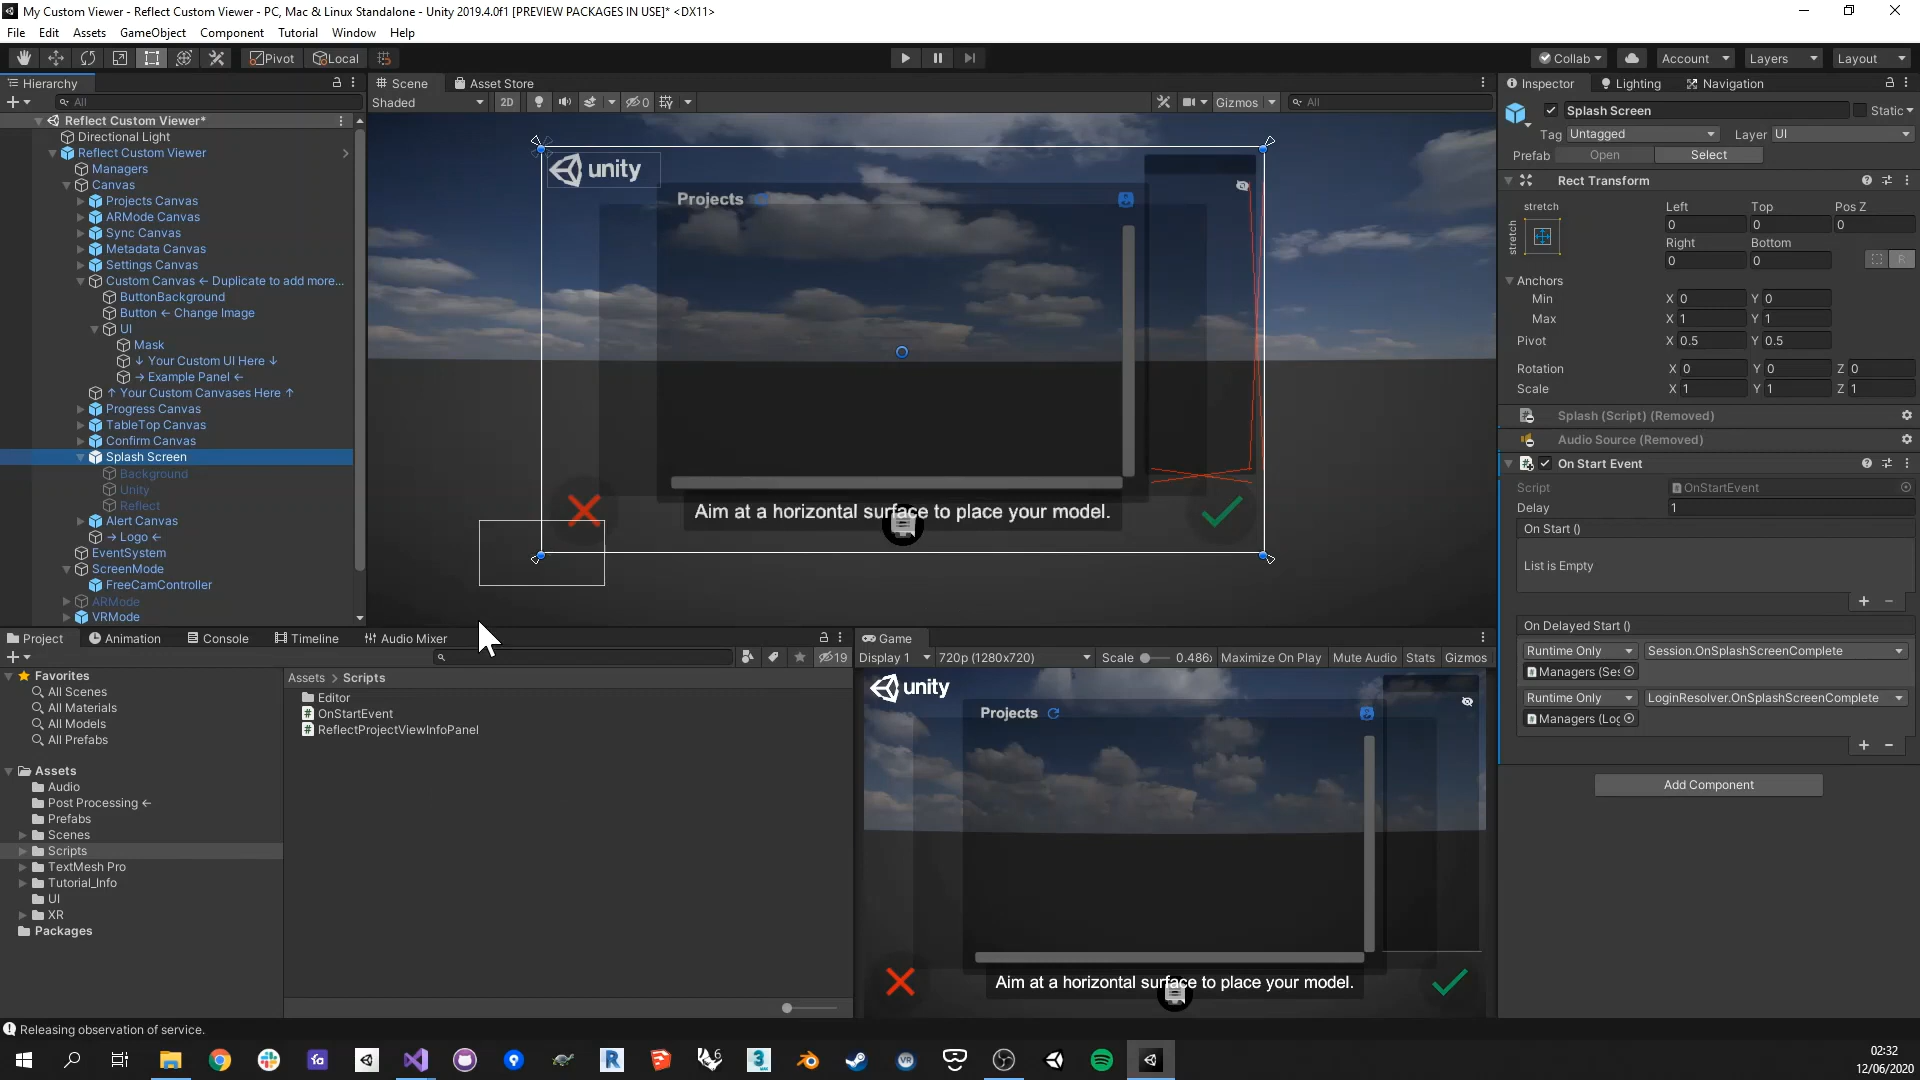 My Custom Viewer - Reflect Custom Viewer - PC, Mac & Linux Standalone - Unity 2019.4.0f1 [PREVIEW PACKAGES IN USE]* <DX11>
File Edit Assets GameObject Component Tutorial Window Help
Pivot Local Collab Account Layers Layout
Hierarchy
All
Reflect Custom Viewer*
Directional Light
Reflect Custom Viewer
Managers
Canvas
Projects Canvas
ARMode Canvas
Sync Canvas
Metadata Canvas
Settings Canvas
Custom Canvas ← Duplicate to add more...
ButtonBackground
Button ← Change Image
UI
Mask
↓ Your Custom UI Here ↓
→ Example Panel ←
↑ Your Custom Canvases Here ↑
Progress Canvas
TableTop Canvas
Confirm Canvas
Splash Screen
Background
Unity
Reflect
Alert Canvas
→ Logo ←
EventSystem
ScreenMode
FreeCamController
ARMode
VRMode
Scene Asset Store
Shaded 2D 0 Gizmos All
unity
Projects
Aim at a horizontal surface to place your model.
Inspector Lighting Navigation
Splash Screen Static
Tag Untagged Layer UI
Prefab Open Select
Rect Transform
stretch Left Top Pos Z
stretch 0 0 0
Right Bottom
0 0 R
Anchors
Min X 0 Y 0
Max X 1 Y 1
Pivot X 0.5 Y 0.5
Rotation X 0 Y 0 Z 0
Scale X 1 Y 1 Z 1
Splash (Script) (Removed)
Audio Source (Removed)
On Start Event
Script OnStartEvent
Delay 1
On Start ()
List is Empty
On Delayed Start ()
Runtime Only Session.OnSplashScreenComplete
Managers (Ses
Runtime Only LoginResolver.OnSplashScreenComplete
Managers (Log
Add Component
Project Animation Console Timeline Audio Mixer
19
Favorites
All Scenes
All Materials
All Models
All Prefabs
Assets
Audio
Post Processing ←
Prefabs
Scenes
Scripts
TextMesh Pro
Tutorial_Info
UI
XR
Packages
Assets > Scripts
Editor
OnStartEvent
ReflectProjectViewInfoPanel
Game
Display 1 720p (1280x720) Scale 0.486x Maximize On Play Mute Audio Stats Gizmos
unity
Projects
Aim at a horizontal surface to place your model.
Releasing observation of service.
02:32
12/06/2020